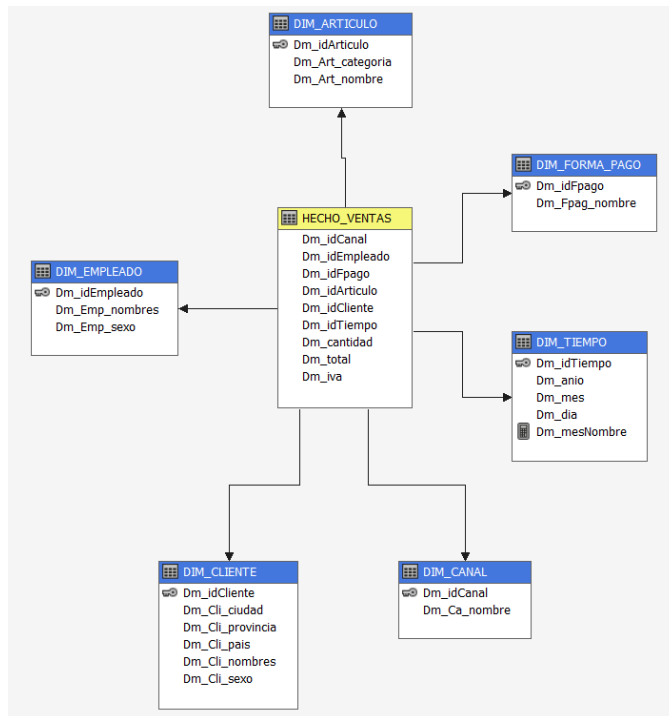 DIM_ARTICULO
Dm_idArticulo
Dm_Art_categoria
Dm_Art_nombre
DIM_FORMA_PAGO
Dm_idFpago
Dm_Fpag_nombre
HECHO_VENTAS
Dm_idCanal
Dm_idEmpleado
Dm_idFpago
Dm_idArticulo
Dm_idCliente
Dm_idTiempo
Dm_cantidad
Dm_total
Dm_iva
DIM_EMPLEADO
Dm_idEmpleado
Dm_Emp_nombres
Dm_Emp_sexo
DIM_TIEMPO
Dm_idTiempo
Dm_anio
Dm_mes
Dm_dia
Dm_mesNombre
DIM_CLIENTE
Dm_idCliente
Dm_Cli_ciudad
Dm_Cli_provincia
Dm_Cli_pais
Dm_Cli_nombres
Dm_Cli_sexo
DIM_CANAL
Dm_idCanal
Dm_Ca_nombre